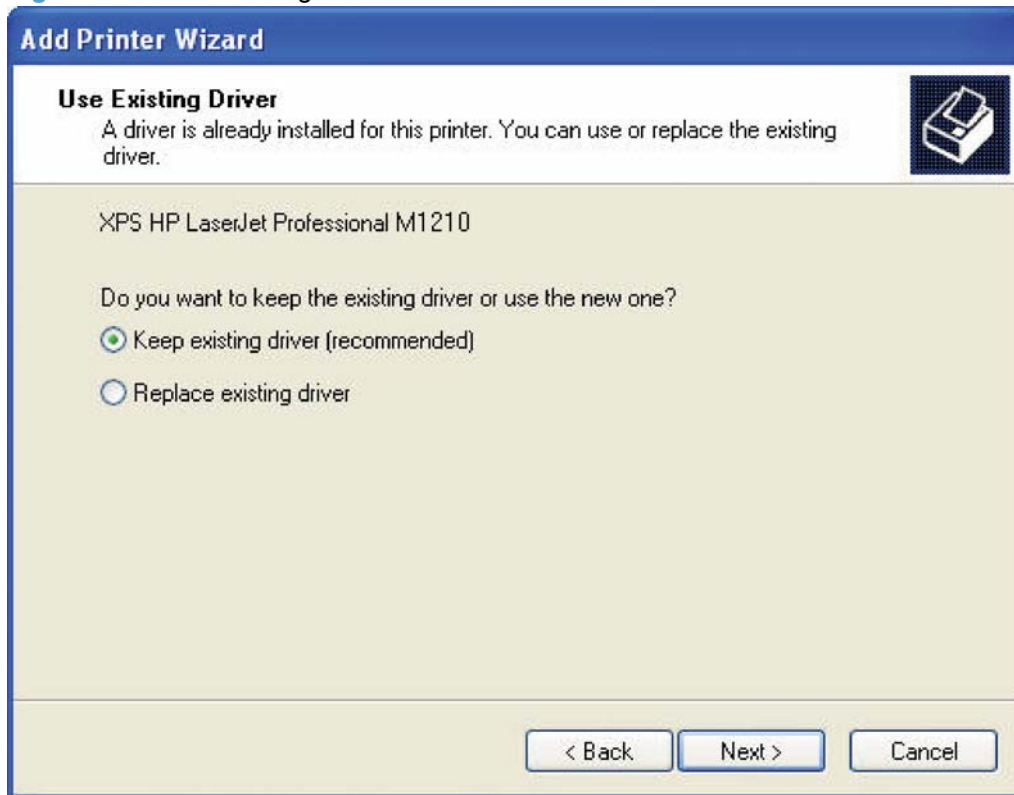 Add Printer Wizard
Use Existing Driver
A driver is already installed for this printer. You can use or replace the existing
driver.
XPS HP LaserJet Professional M1210
Do you want to keep the existing driver or use the new one?
Keep existing driver (recommended)
Replace existing driver
< Back
Next >
Cancel